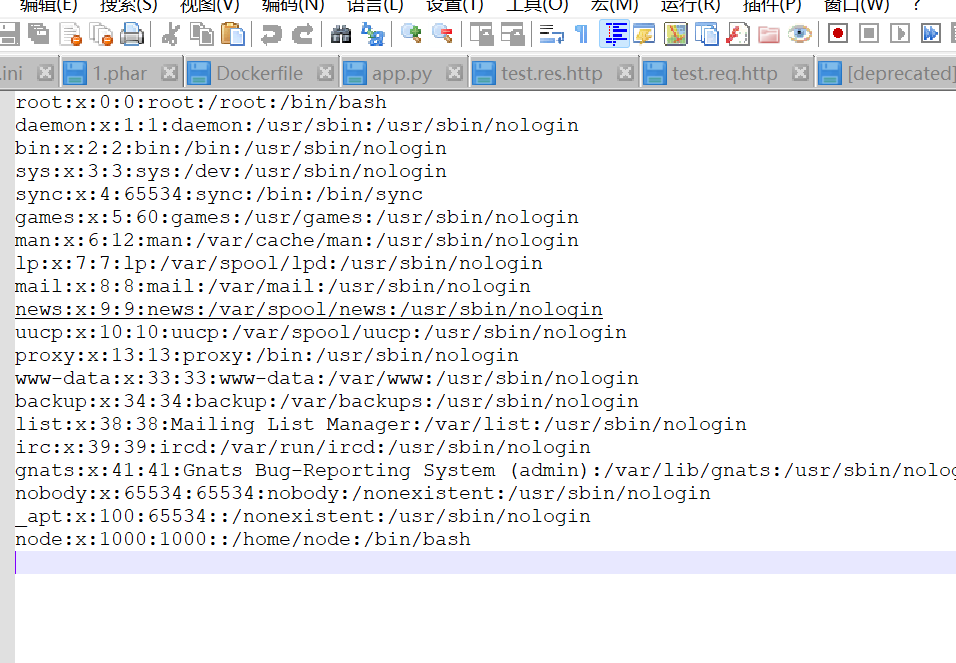 编辑(E) 搜索(S) 视图(V) 编码(N) 语言(L) 设置(T) 工具(O) 宏(M) 运行(R) 插件(P) 窗口(W) ?
.ini 1.phar Dockerfile app.py test.res.http test.req.http [deprecated]
root:x:0:0:root:/root:/bin/bash
daemon:x:1:1:daemon:/usr/sbin:/usr/sbin/nologin
bin:x:2:2:bin:/bin:/usr/sbin/nologin
sys:x:3:3:sys:/dev:/usr/sbin/nologin
sync:x:4:65534:sync:/bin:/bin/sync
games:x:5:60:games:/usr/games:/usr/sbin/nologin
man:x:6:12:man:/var/cache/man:/usr/sbin/nologin
lp:x:7:7:lp:/var/spool/lpd:/usr/sbin/nologin
mail:x:8:8:mail:/var/mail:/usr/sbin/nologin
news:x:9:9:news:/var/spool/news:/usr/sbin/nologin
uucp:x:10:10:uucp:/var/spool/uucp:/usr/sbin/nologin
proxy:x:13:13:proxy:/bin:/usr/sbin/nologin
www-data:x:33:33:www-data:/var/www:/usr/sbin/nologin
backup:x:34:34:backup:/var/backups:/usr/sbin/nologin
list:x:38:38:Mailing List Manager:/var/list:/usr/sbin/nologin
irc:x:39:39:ircd:/var/run/ircd:/usr/sbin/nologin
gnats:x:41:41:Gnats Bug-Reporting System (admin):/var/lib/gnats:/usr/sbin/nolog
nobody:x:65534:65534:nobody:/nonexistent:/usr/sbin/nologin
_apt:x:100:65534::/nonexistent:/usr/sbin/nologin
node:x:1000:1000::/home/node:/bin/bash